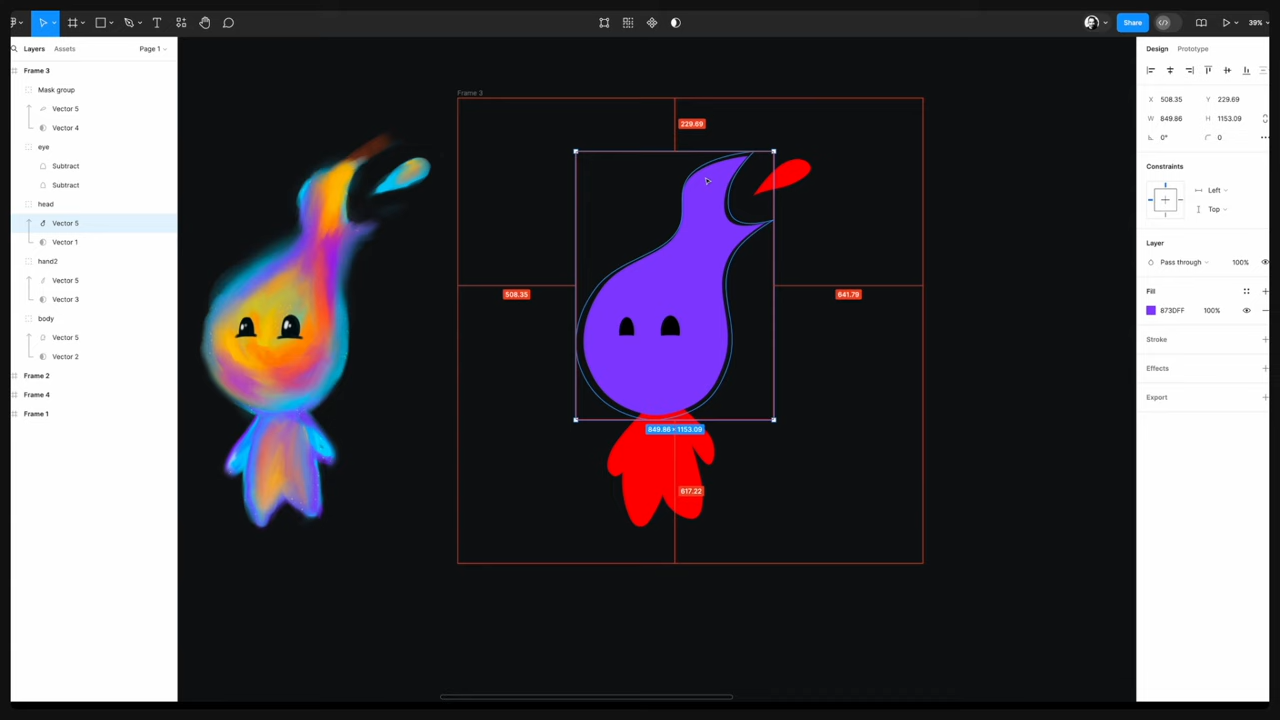 Share
39%
Layers
Assets
Page 1
Frame 3
Mask group
Vector 5
Vector 4
eye
Subtract
Subtract
head
Vector 5
Vector 1
hand2
Vector 5
Vector 3
body
Vector 5
Vector 2
Frame 2
Frame 4
Frame 1
Frame 3
229.69
508.35
641.79
849.86 × 1153.09
617.22
Design
Prototype
X 508.35 Y 229.69
W 849.86 H 1153.09
0° 0
Constraints
Left
Top
Layer
Pass through 100%
Fill
873DFF 100%
Stroke
Effects
Export